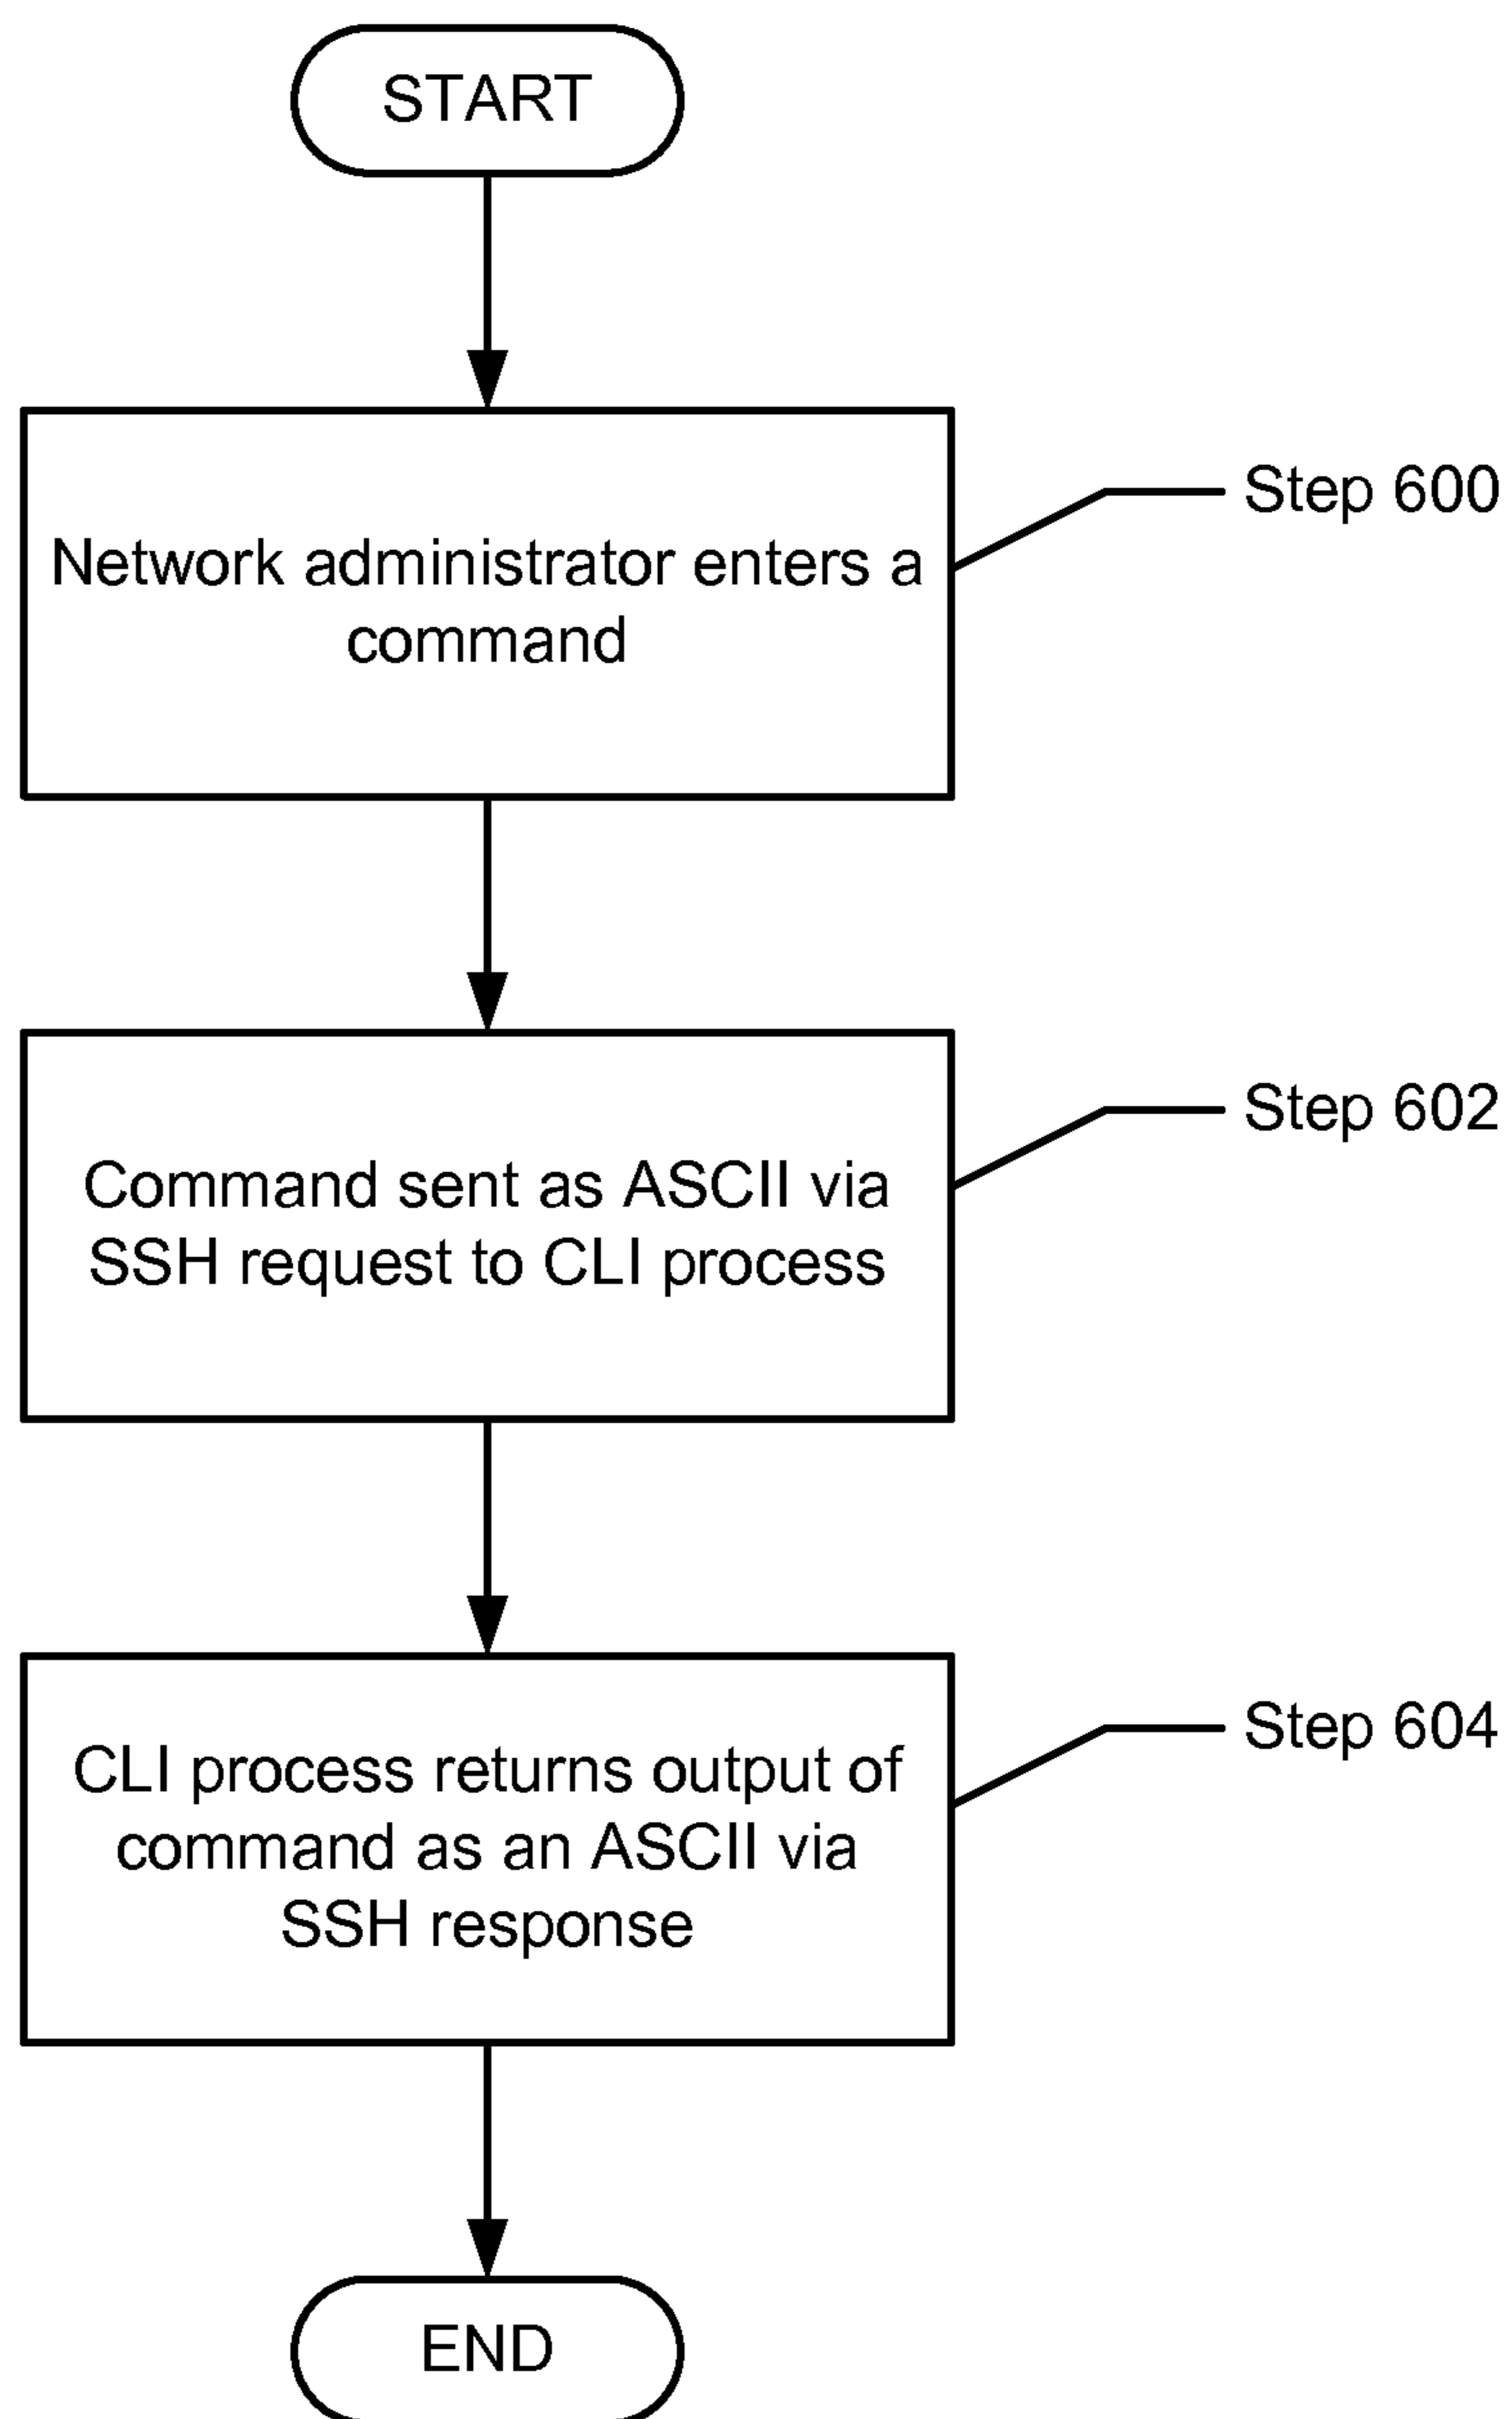 START
Network administrator enters a
command
Step 600
Command sent as ASCII via
SSH request to CLI process
Step 602
CLI process returns output of
command as an ASCII via
SSH response
Step 604
END